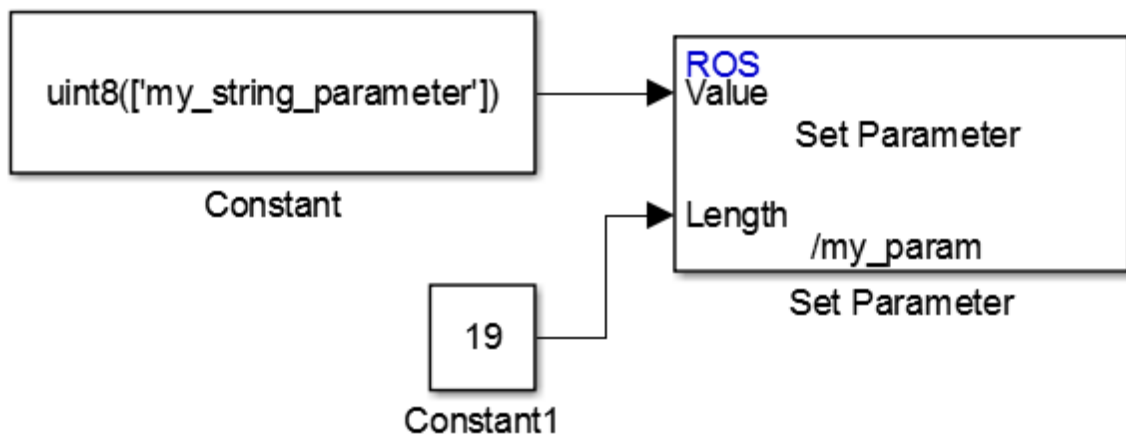 uint8(['my_string_parameter'])
Constant
ROS
Value
Set Parameter
Length
/my_param
Set Parameter
19
Constant1